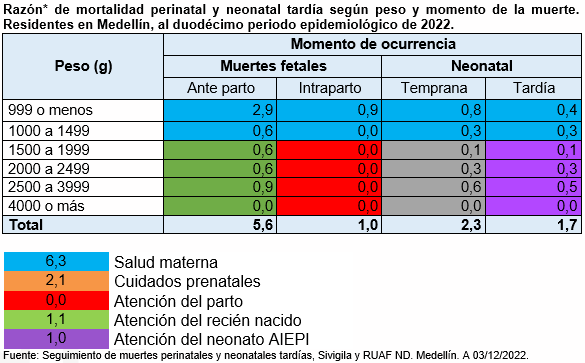 Razón* de mortalidad perinatal y neonatal tardía según peso y momento de la muerte.
Residentes en Medellín, al duodécimo periodo epidemiológico de 2022.
Peso (g) Momento de ocurrencia
Muertes fetales Neonatal
Ante parto Intraparto Temprana Tardía
999 o menos 2,9 0,9 0,8 0,4
1000 a 1499 0,6 0,0 0,3 0,3
1500 a 1999 0,6 0,0 0,1 0,1
2000 a 2499 0,6 0,0 0,3 0,3
2500 a 3999 0,9 0,0 0,6 0,5
4000 o más 0,0 0,0 0,0 0,0
Total 5,6 1,0 2,3 1,7
6,3 Salud materna
2,1 Cuidados prenatales
0,0 Atención del parto
1,1 Atención del recién nacido
1,0 Atención del neonato AIEPI
Fuente: Seguimiento de muertes perinatales y neonatales tardías, Sivigila y RUAF ND. Medellín. A 03/12/2022.